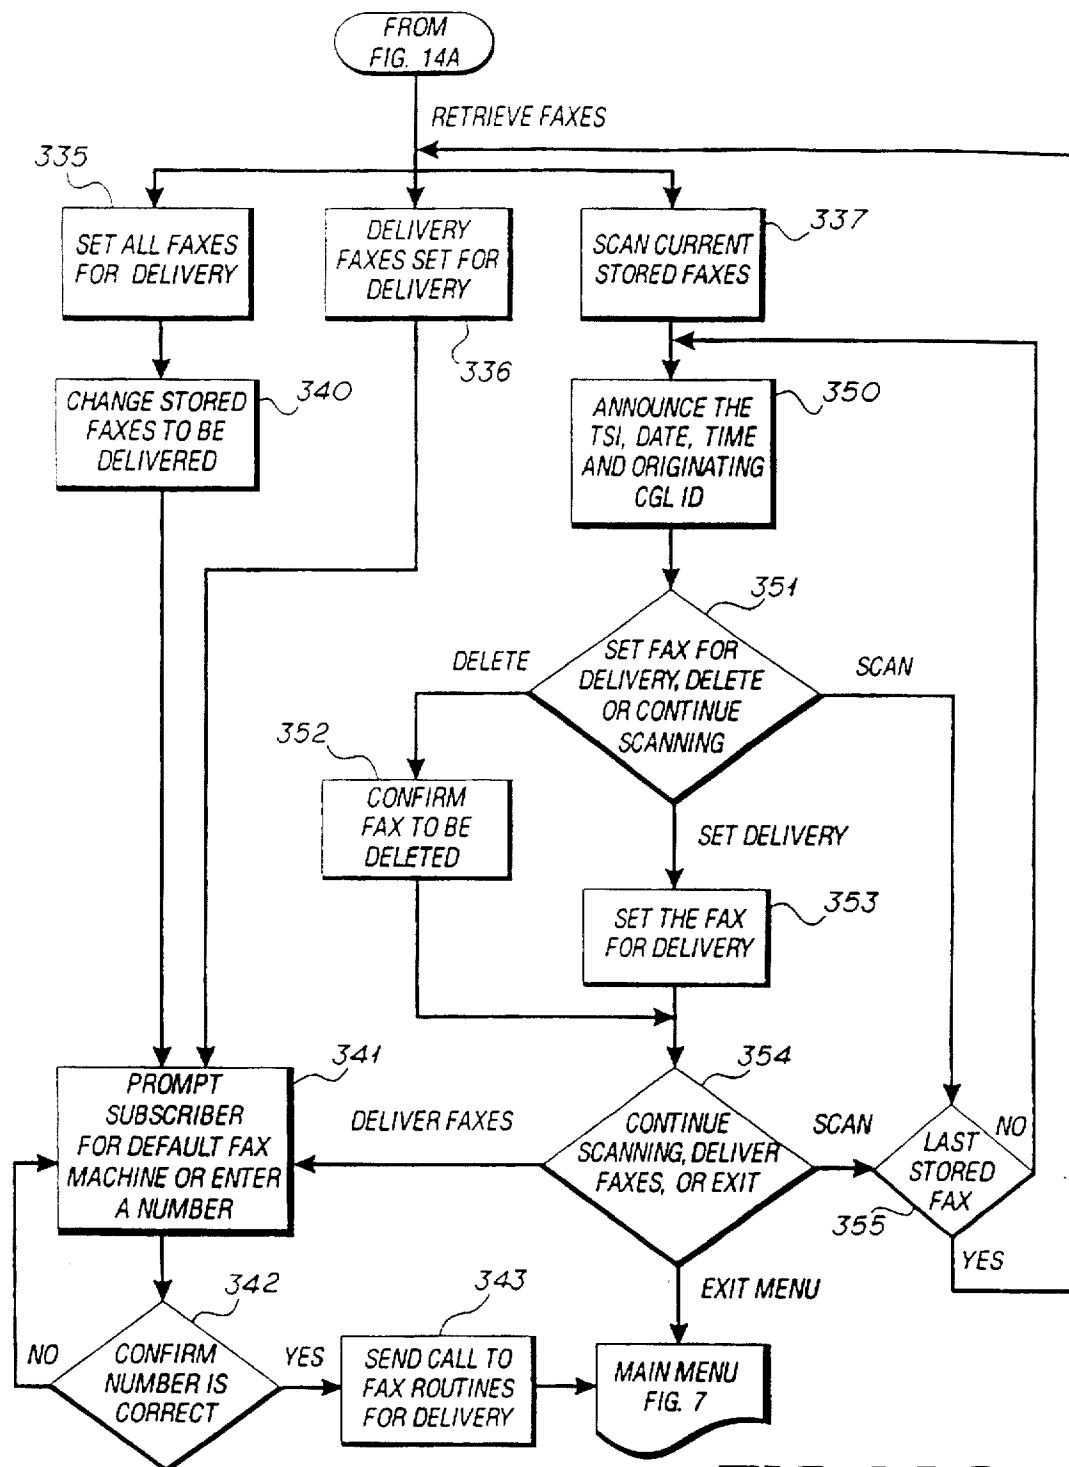 FROM
FIG. 14A
RETRIEVE FAXES
335
SET ALL FAXES
FOR DELIVERY
DELIVERY
FAXES SET FOR
DELIVERY
336
SCAN CURRENT
STORED FAXES
337
CHANGE STORED
FAXES TO BE
DELIVERED
340
ANNOUNCE THE
TSI, DATE, TIME
AND ORIGINATING
CGL ID
350
351
SET FAX FOR
DELIVERY, DELETE
OR CONTINUE
SCANNING
DELETE
SCAN
352
CONFIRM
FAX TO BE
DELETED
SET DELIVERY
353
SET THE FAX
FOR DELIVERY
341
PROMPT
SUBSCRIBER
FOR DEFAULT FAX
MACHINE OR ENTER
A NUMBER
DELIVER FAXES
354
CONTINUE
SCANNING, DELIVER
FAXES, OR EXIT
SCAN
LAST
STORED
FAX
NO
355
YES
EXIT MENU
342
CONFIRM
NUMBER IS
CORRECT
NO
YES
343
SEND CALL TO
FAX ROUTINES
FOR DELIVERY
MAIN MENU
FIG. 7